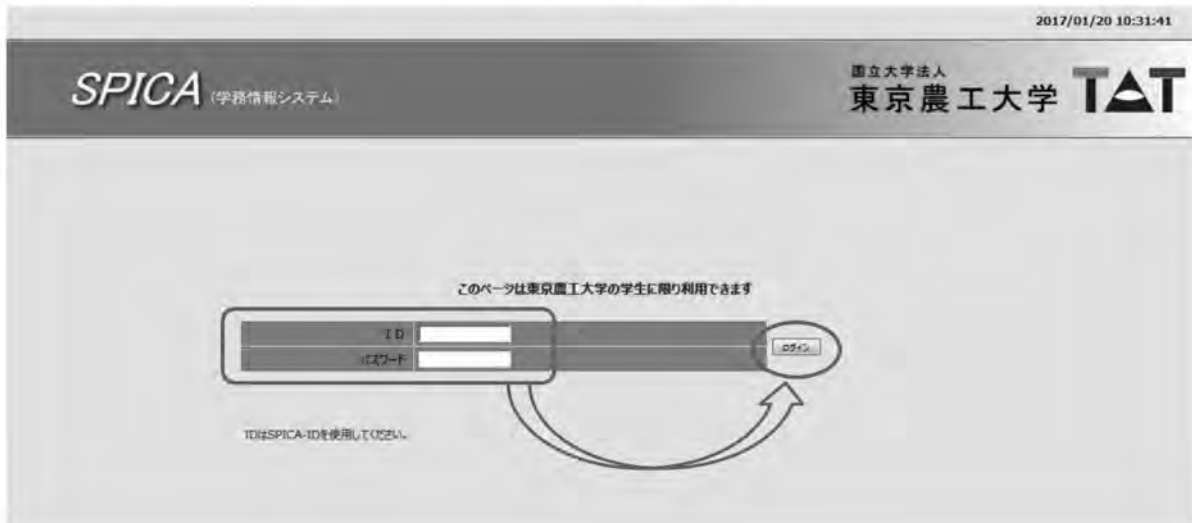 2017/01/20 10:31:41
SPICA (学務情報システム)
国立大学法人
東京農工大学 TAT
このページは東京農工大学の学生に限り利用できます
ID
パスワード
ログイン
IDはSPICA-IDを使用してください。